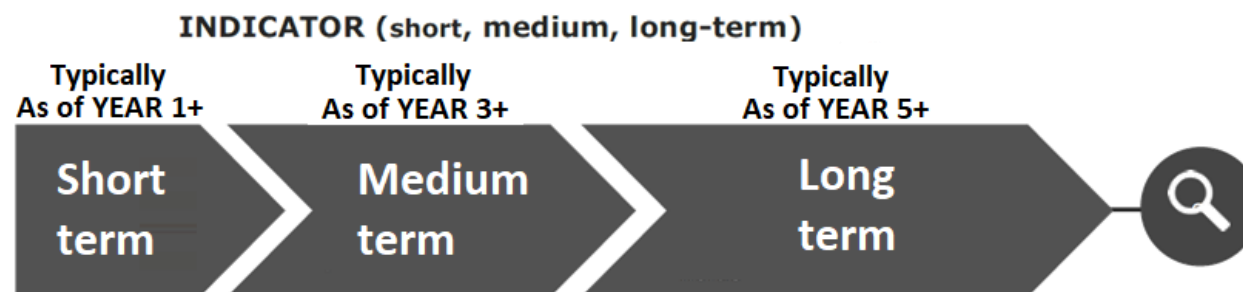 INDICATOR (short, medium, long-term)
Typically
As of YEAR 1+
Typically
As of YEAR 3+
Typically
As of YEAR 5+
Short
term
Medium
term
Long
term